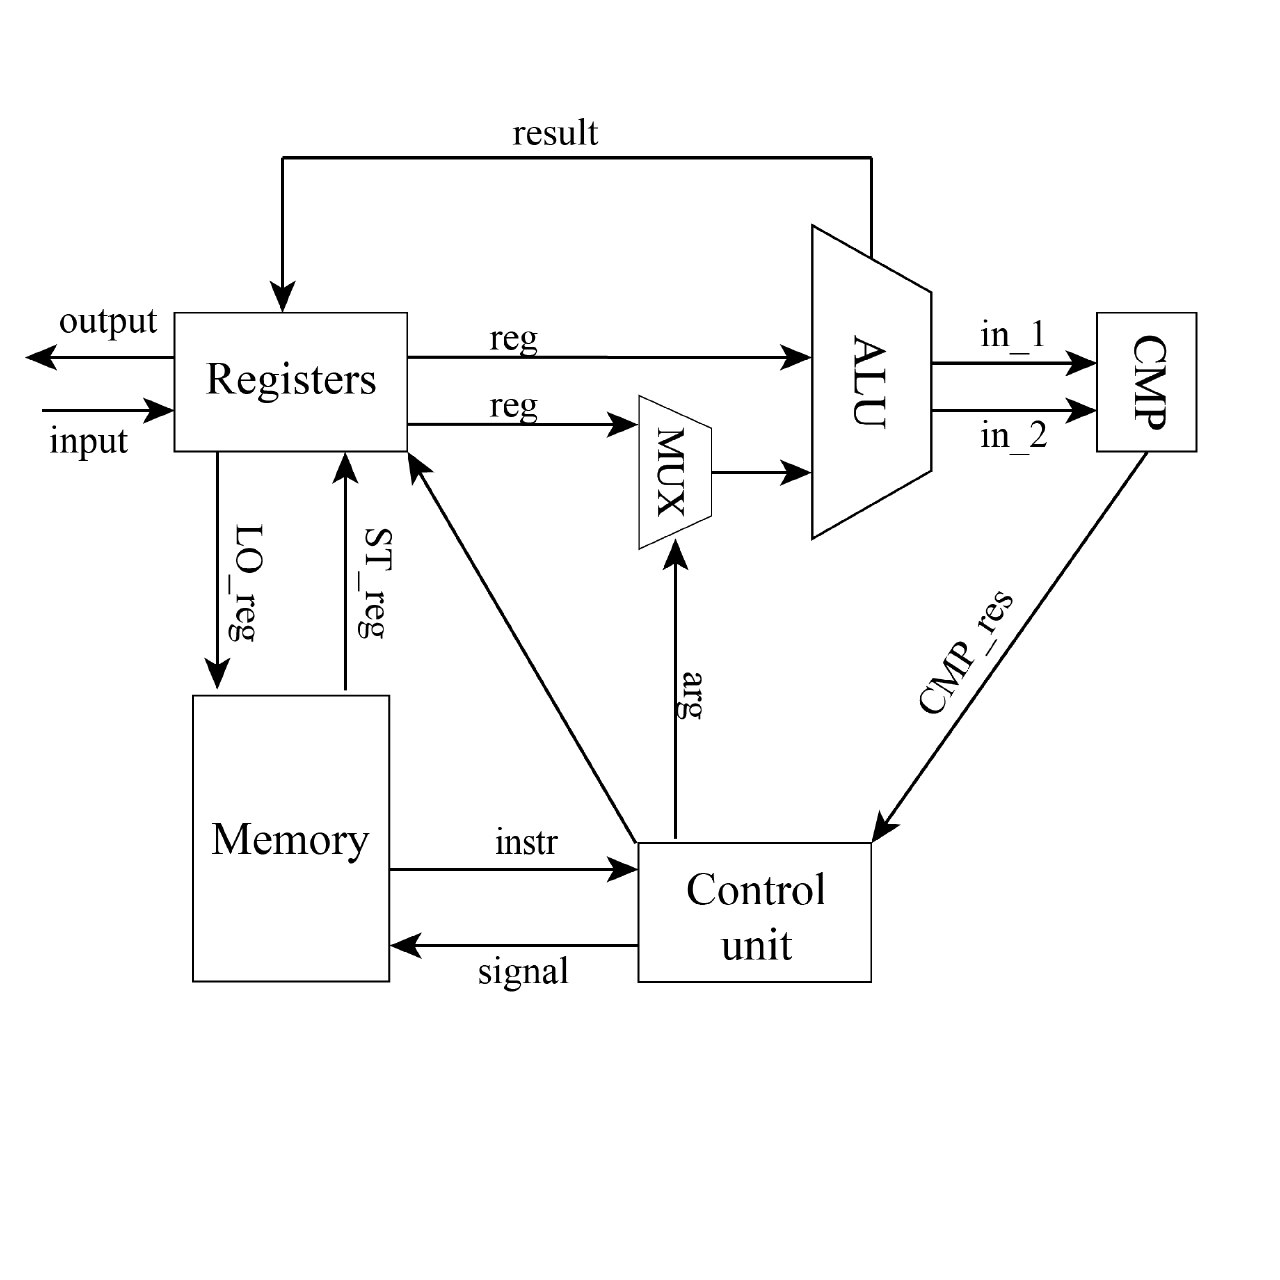 result
output
input
Registers
reg
reg
MUX
ALU
in_1
in_2
CMP
LO_reg
ST_reg
arg
CMP_res
Memory
instr
signal
Control
unit